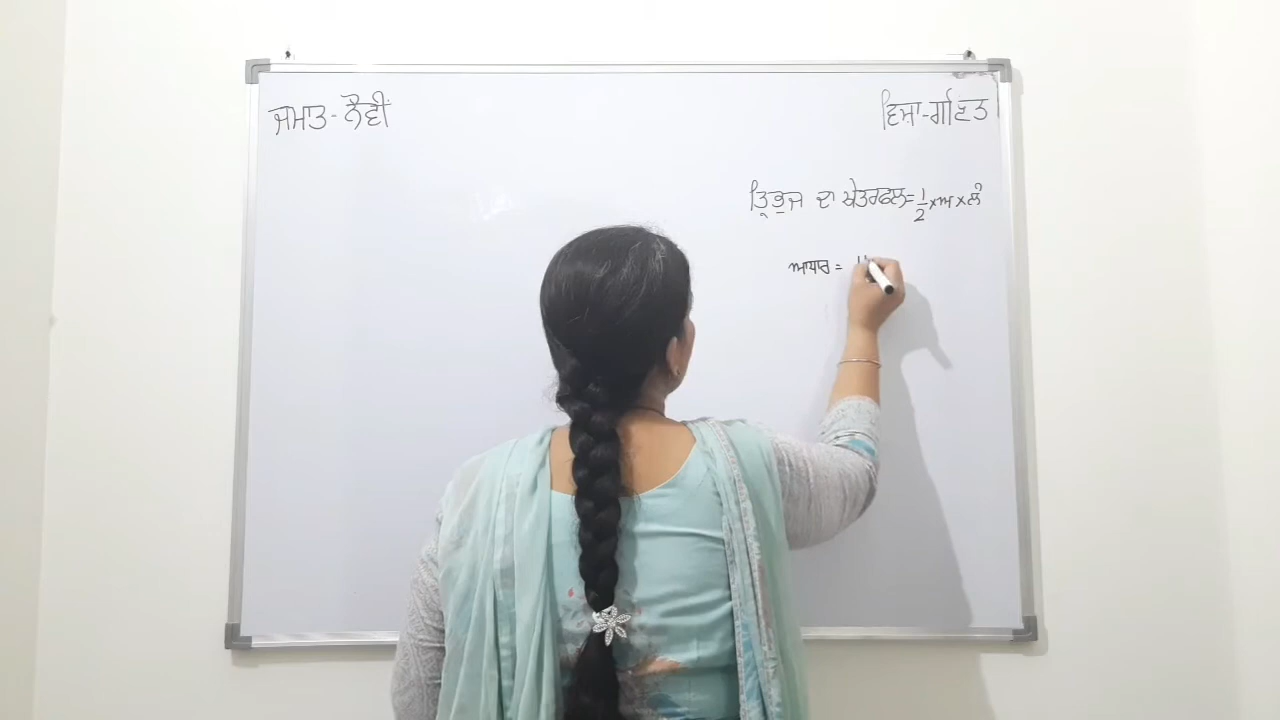 ਜਮਾਤ-ਨੌਵੀਂ
ਵਿਸ਼ਾ-ਗਣਿਤ
ਤ੍ਰਿਭੁਜ ਦਾ ਖੇਤਰਫਲ=1/2×ਅ×ਲੰ
ਆਧਾਰ =